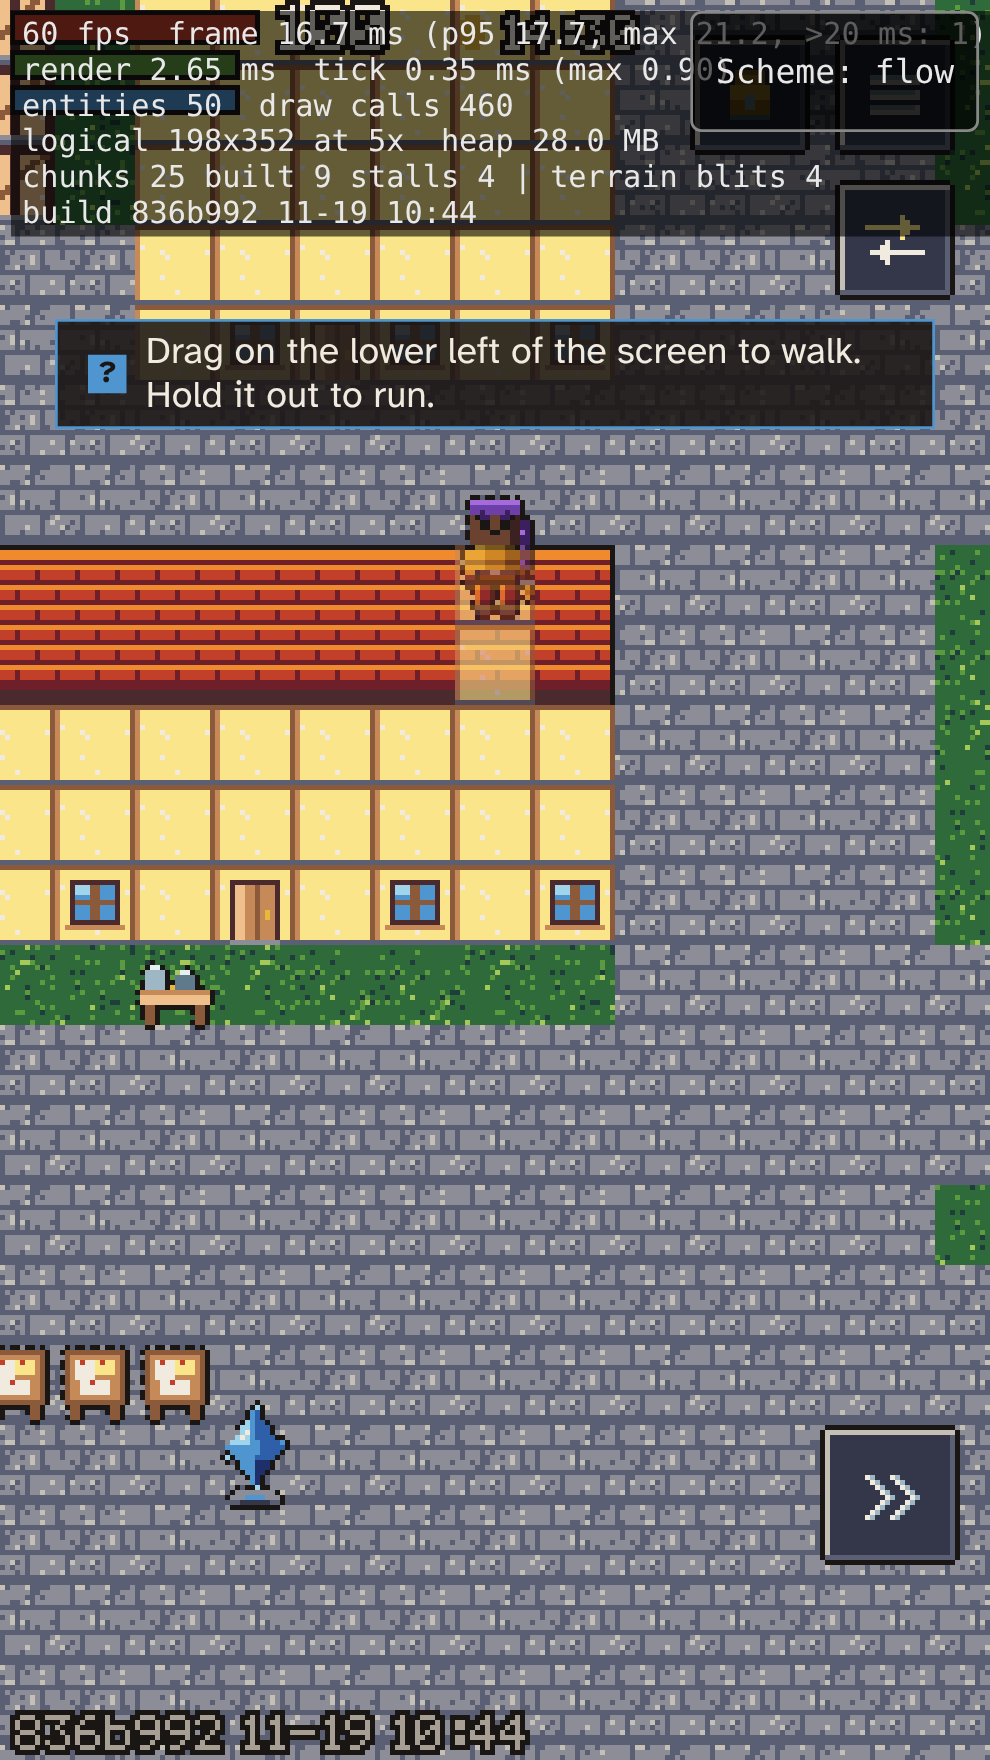 60 fps  frame 16.7 ms (p95 17.7, max 21.2, >20 ms: 1)
render 2.65 ms  tick 0.35 ms (max 0.90)
Scheme: flow
entities 50  draw calls 460
logical 198x352 at 5x  heap 28.0 MB
chunks 25 built 9 stalls 4 | terrain blits 4
build 836b992 11-19 10:44
?
Drag on the lower left of the screen to walk.
Hold it out to run.
836b992 11-19 10:44